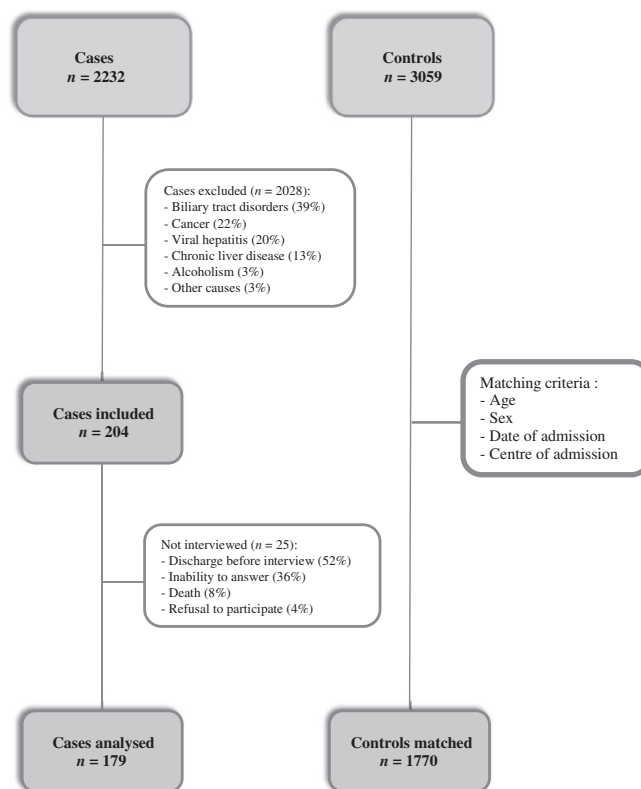 Cases
n = 2232
Controls
n = 3059
Cases excluded (n = 2028):
- Biliary tract disorders (39%)
- Cancer (22%)
- Viral hepatitis (20%)
- Chronic liver disease (13%)
- Alcoholism (3%)
- Other causes (3%)
Matching criteria :
- Age
- Sex
- Date of admission
- Centre of admission
Cases included
n = 204
Not interviewed (n = 25):
- Discharge before interview (52%)
- Inability to answer (36%)
- Death (8%)
- Refusal to participate (4%)
Cases analysed
n = 179
Controls matched
n = 1770